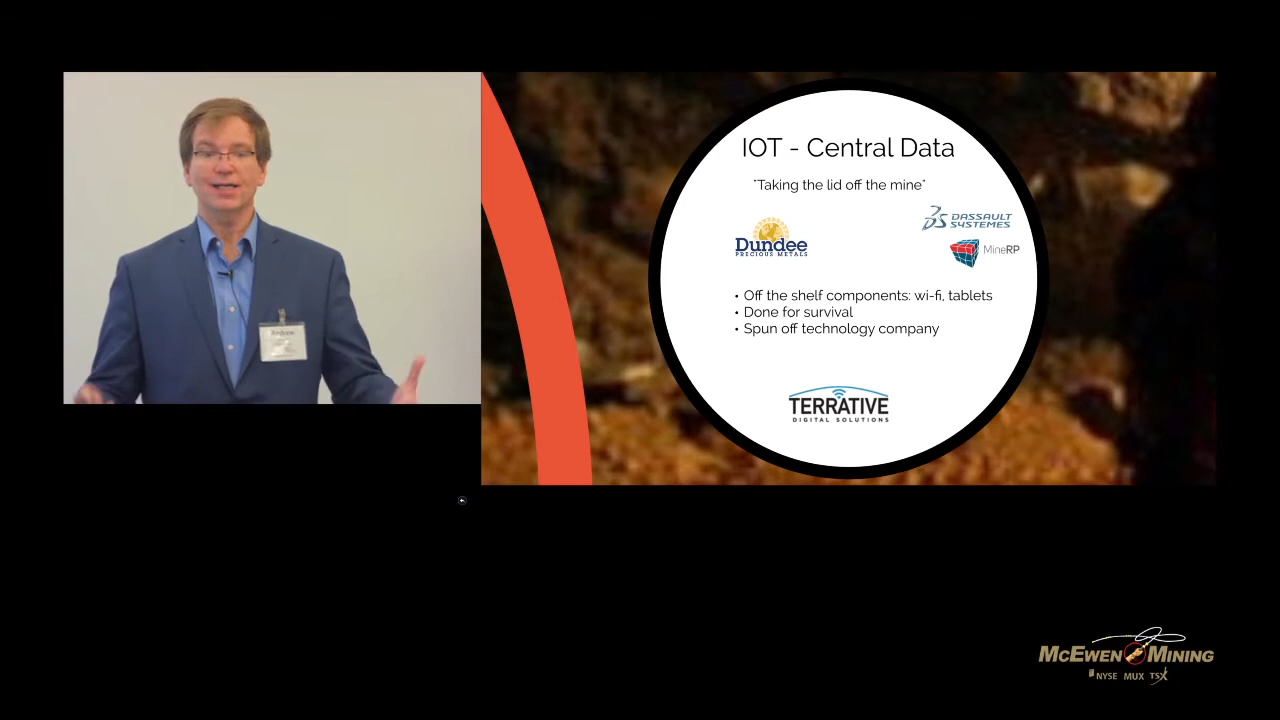 IOT - Central Data
"Taking the lid off the mine"
Dundee
PRECIOUS METALS
DASSAULT
SYSTEMES
MineRP
• Off the shelf components: wi-fi, tablets
• Done for survival
• Spun off technology company
TERRATIVE
DIGITAL SOLUTIONS
MCEWEN MINING
NYSE MUX TSX